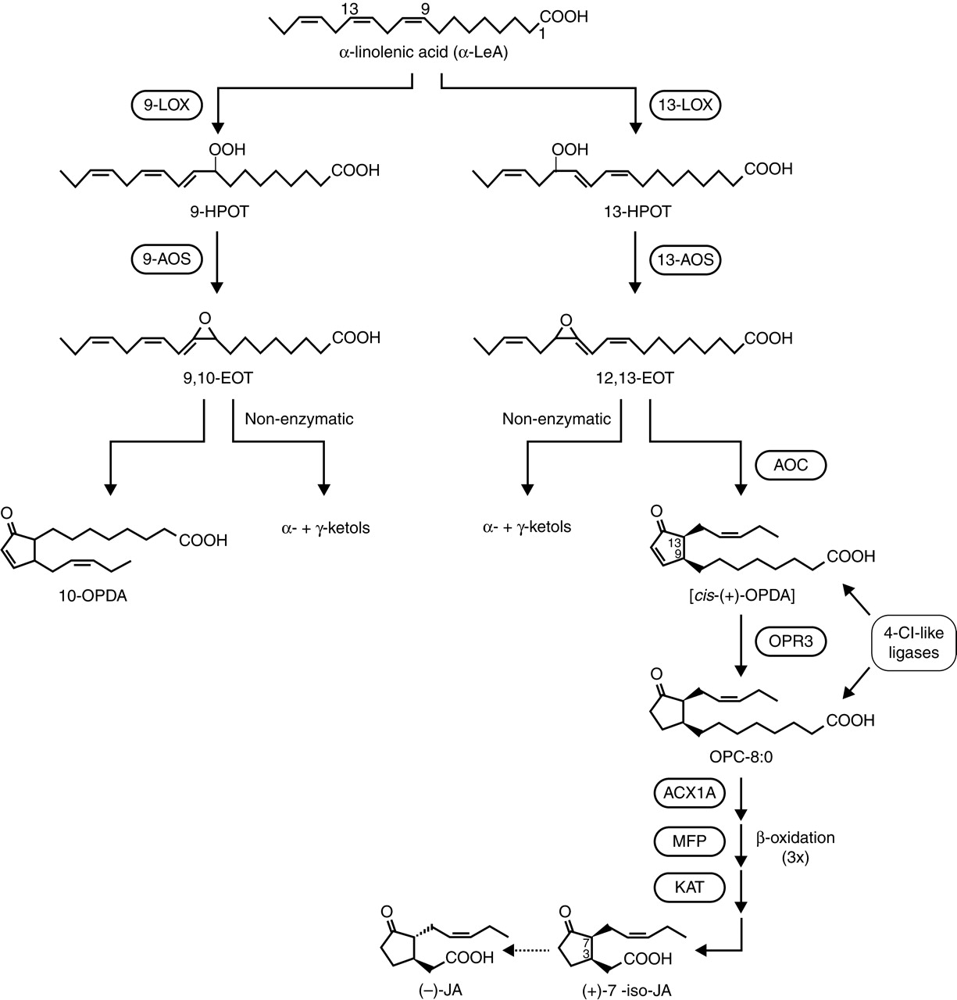 13
9
COOH
1
α-linolenic acid (α-LeA)
9-LOX
13-LOX
OOH
OOH
COOH
COOH
9-HPOT
13-HPOT
9-AOS
13-AOS
O
O
COOH
COOH
9,10-EOT
12,13-EOT
Non-enzymatic
Non-enzymatic
AOC
O
COOH
10-OPDA
α- + γ-ketols
α- + γ-ketols
O
13
9
COOH
[cis-(+)-OPDA]
4-CI-like
ligases
OPR3
O
COOH
OPC-8:0
ACX1A
MFP
β-oxidation
(3x)
KAT
O
COOH
(–)-JA
O
7
3
COOH
(+)-7 -iso-JA